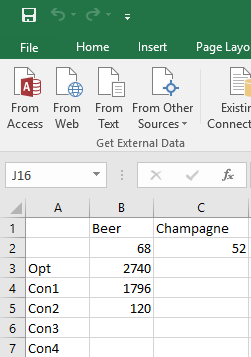 File Home Insert Page Layo
From Access From Web From Text From Other Sources Existin Connect
Get External Data
J16 fx
A B C
1 Beer Champagne
2 68 52
3 Opt 2740
4 Con1 1796
5 Con2 120
6 Con3
7 Con4